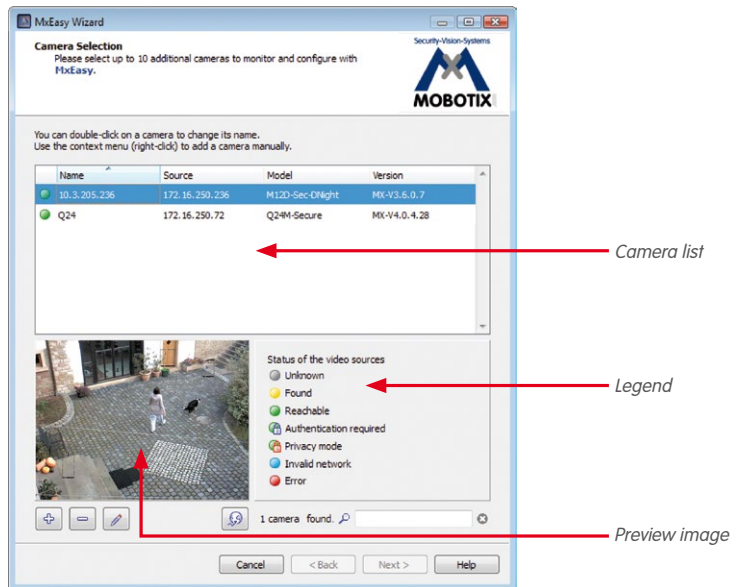 MxEasy Wizard
Camera Selection
Please select up to 10 additional cameras to monitor and configure with
MxEasy.
Security-Vision-Systems
MOBOTIX
You can double-click on a camera to change its name.
Use the context menu (right-click) to add a camera manually.
Name Source Model Version
10.3.205.236 172.16.250.236 M12D-Sec-DNight MX-V3.6.0.7
Q24 172.16.250.72 Q24M-Secure MX-V4.0.4.28
Camera list
Status of the video sources
Unknown
Found
Reachable
Authentication required
Privacy mode
Invalid network
Error
Legend
1 camera found.
Preview image
Cancel < Back Next > Help